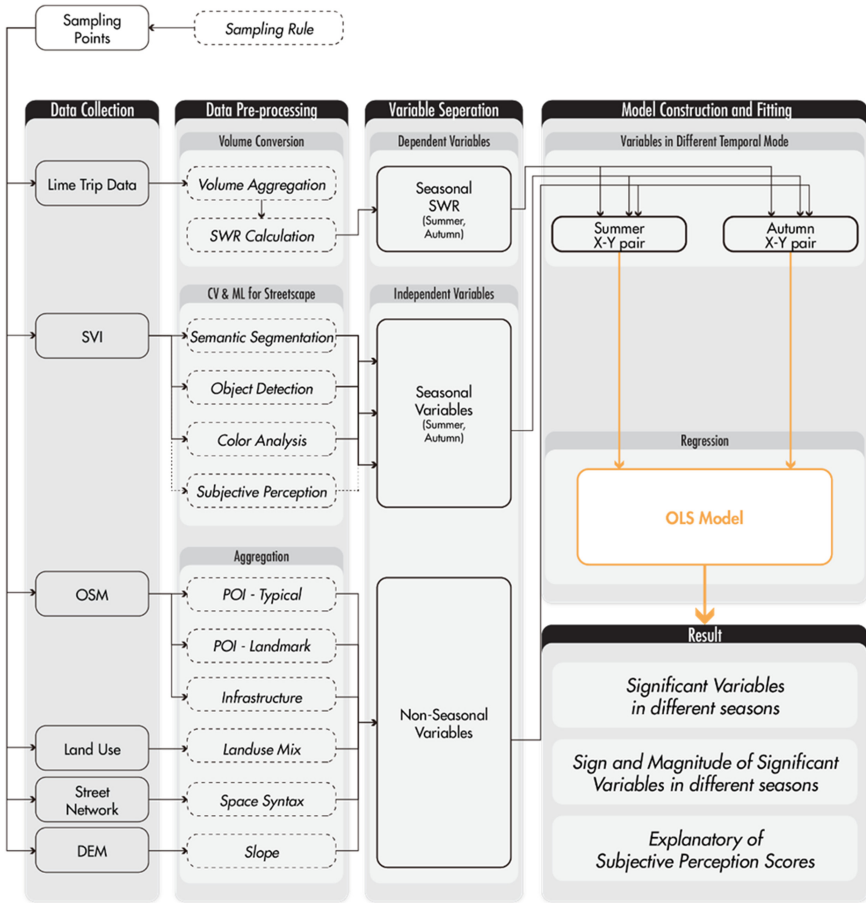 Sampling
Points
Sampling Rule
Data Collection
Data Pre-processing
Variable Seperation
Model Construction and Fitting
Volume Conversion
Dependent Variables
Variables in Different Temporal Mode
Lime Trip Data
Volume Aggregation
SWR Calculation
Seasonal
SWR
(Summer,
Autumn)
Summer
X-Y pair
Autumn
X-Y pair
CV & ML for Streetscape
Independent Variables
SVI
Semantic Segmentation
Object Detection
Color Analysis
Subjective Perception
Seasonal
Variables
(Summer,
Autumn)
Regression
OLS Model
Aggregation
OSM
POI - Typical
POI - Landmark
Infrastructure
Land Use
Landuse Mix
Street
Network
Space Syntax
DEM
Slope
Non-Seasonal
Variables
Result
Significant Variables
in different seasons
Sign and Magnitude of Significant
Variables in different seasons
Explanatory of
Subjective Perception Scores